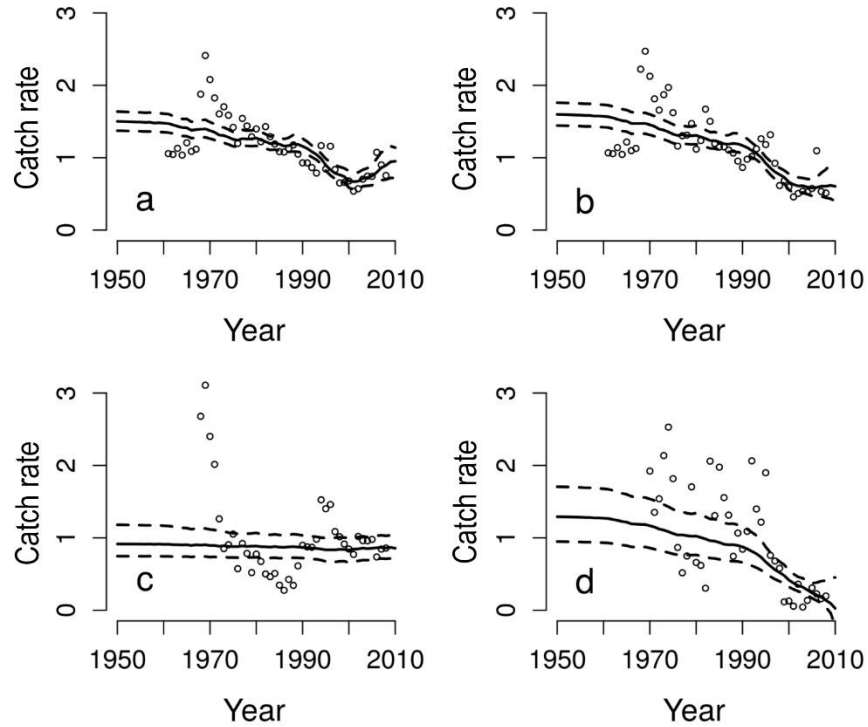 Catch rate
0 1 2 3
a
1950 1970 1990 2010
Year
Catch rate
0 1 2 3
b
1950 1970 1990 2010
Year
Catch rate
0 1 2 3
c
1950 1970 1990 2010
Year
Catch rate
0 1 2 3
d
1950 1970 1990 2010
Year